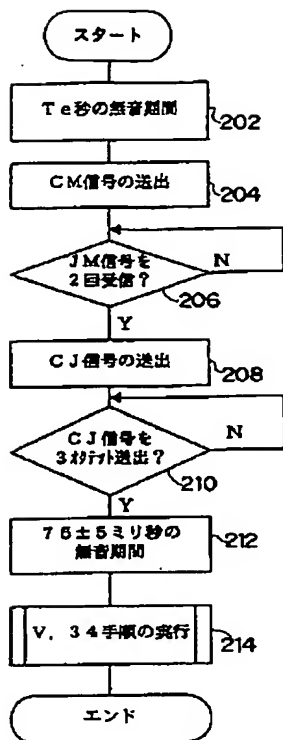 スタート
Te秒の無音期間
202
CM信号の送出
204
JM信号を
2回受信?
N
206
Y
CJ信号の送出
208
CJ信号を
3オクテット送出?
N
210
Y
75±5ミリ秒の
無音期間
212
V.34手順の実行
214
エンド